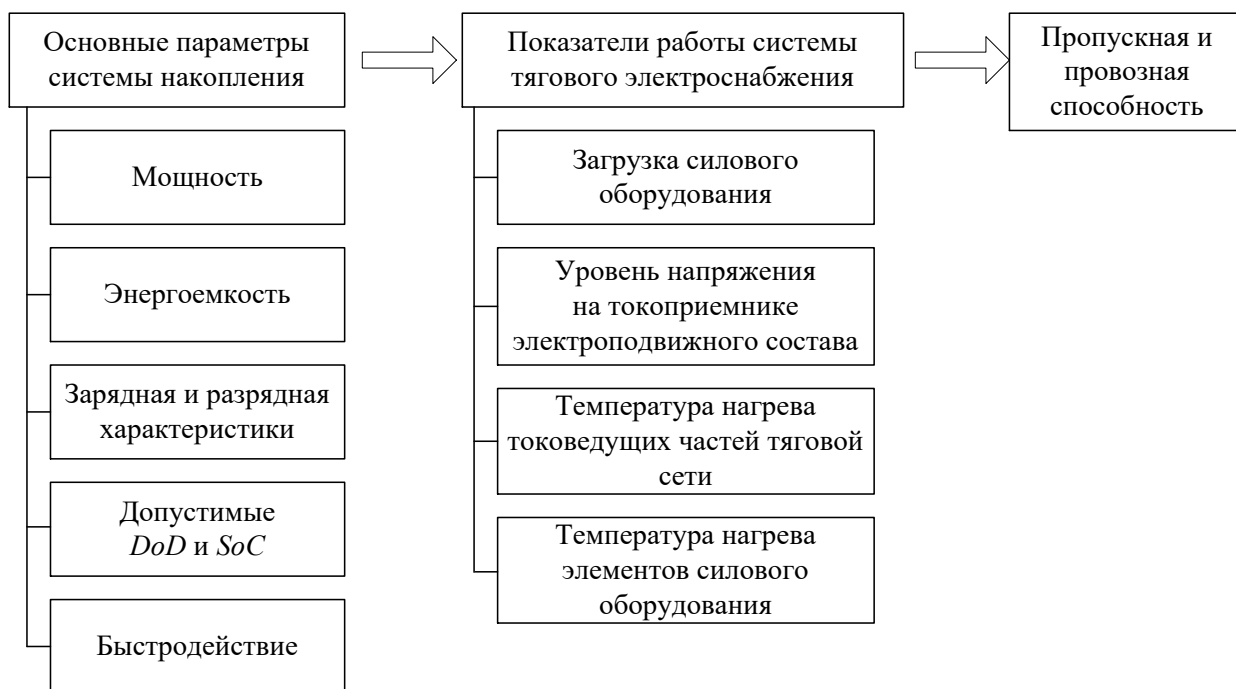 Основные параметры
системы накопления
Мощность
Энергоемкость
Зарядная и разрядная
характеристики
Допустимые
DoD и SoC
Быстродействие
Показатели работы системы
тягового электроснабжения
Загрузка силового
оборудования
Уровень напряжения
на токоприемнике
электроподвижного состава
Температура нагрева
токоведущих частей тяговой
сети
Температура нагрева
элементов силового
оборудования
Пропускная и
провозная
способность